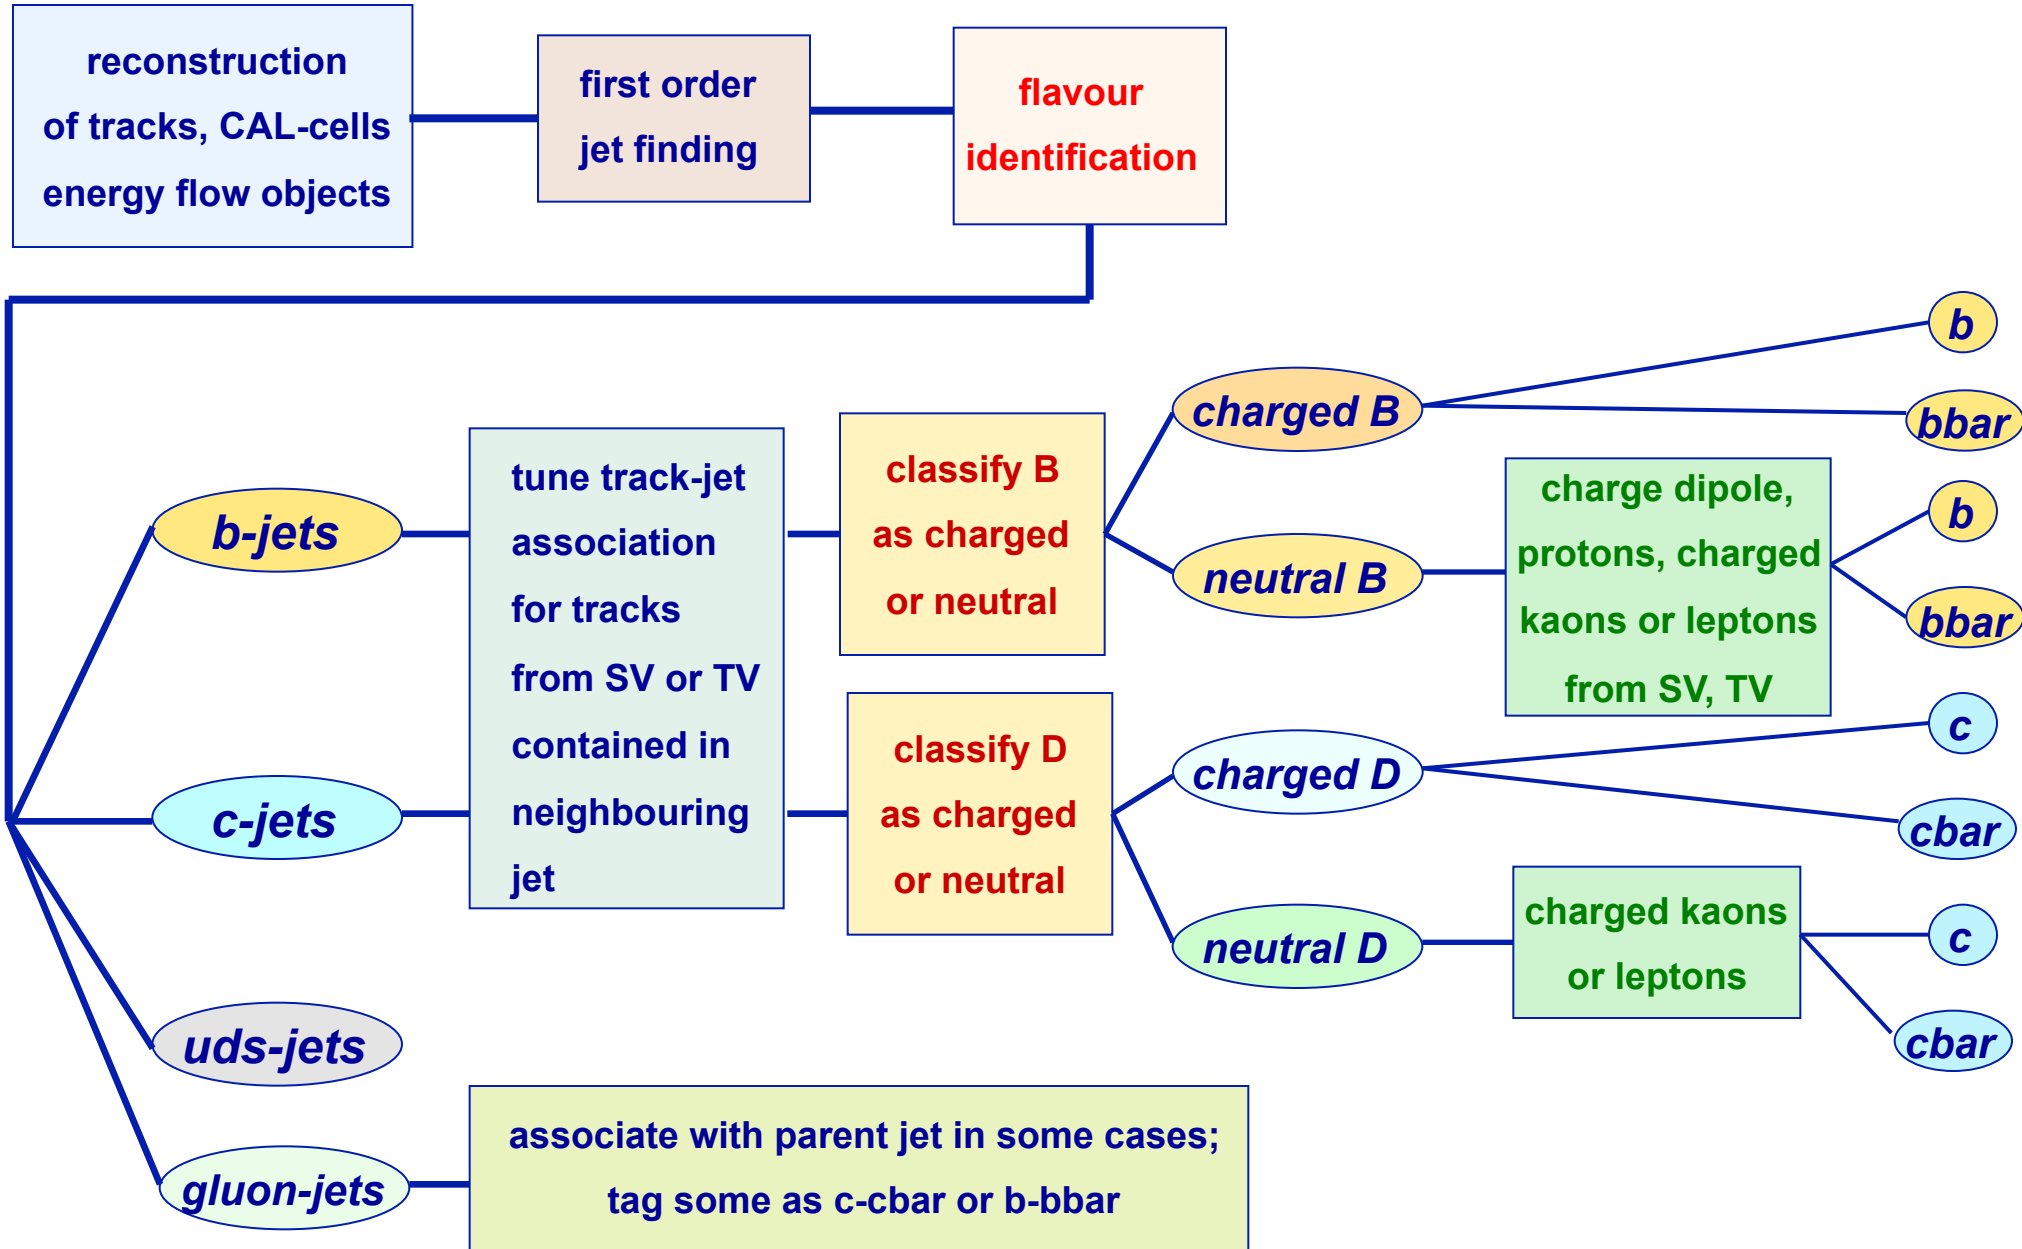 reconstruction
of tracks, CAL-cells
energy flow objects
first order
jet finding
flavour
identification
b-jets
c-jets
uds-jets
gluon-jets
tune track-jet
association
for tracks
from SV or TV
contained in
neighbouring
jet
classify B
as charged
or neutral
classify D
as charged
or neutral
charged B
neutral B
charge dipole,
protons, charged
kaons or leptons
from SV, TV
b
bbar
b
bbar
charged D
neutral D
charged kaons
or leptons
c
cbar
c
cbar
associate with parent jet in some cases;
tag some as c-cbar or b-bbar